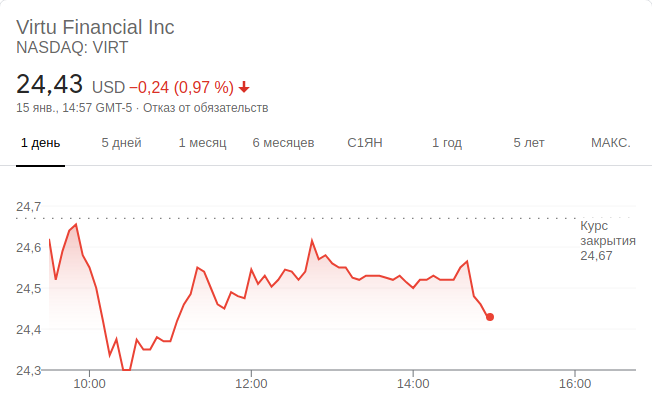 Virtu Financial Inc
NASDAQ: VIRT
24,43 USD −0,24 (0,97 %)
15 янв., 14:57 GMT-5 · Отказ от обязательств
1 день 5 дней 1 месяц 6 месяцев С1ЯН 1 год 5 лет МАКС.
24,7
Курс
закрытия
24,67
24,6
24,5
24,4
24,3
10:00 12:00 14:00 16:00